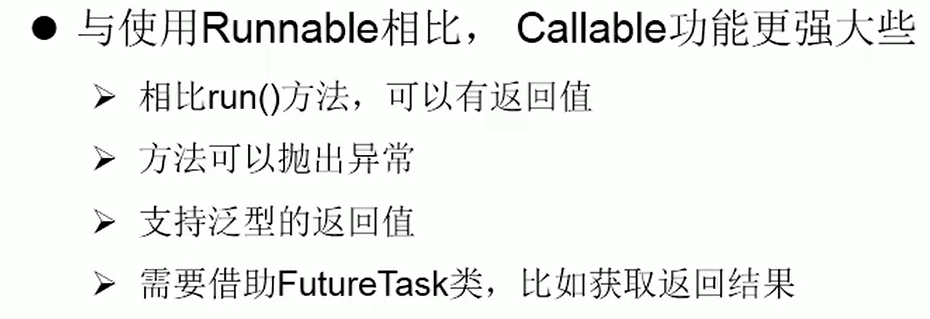 ● 与使用Runnable相比， Callable功能更强大些
➢ 相比run()方法，可以有返回值
➢ 方法可以抛出异常
➢ 支持泛型的返回值
➢ 需要借助FutureTask类，比如获取返回结果